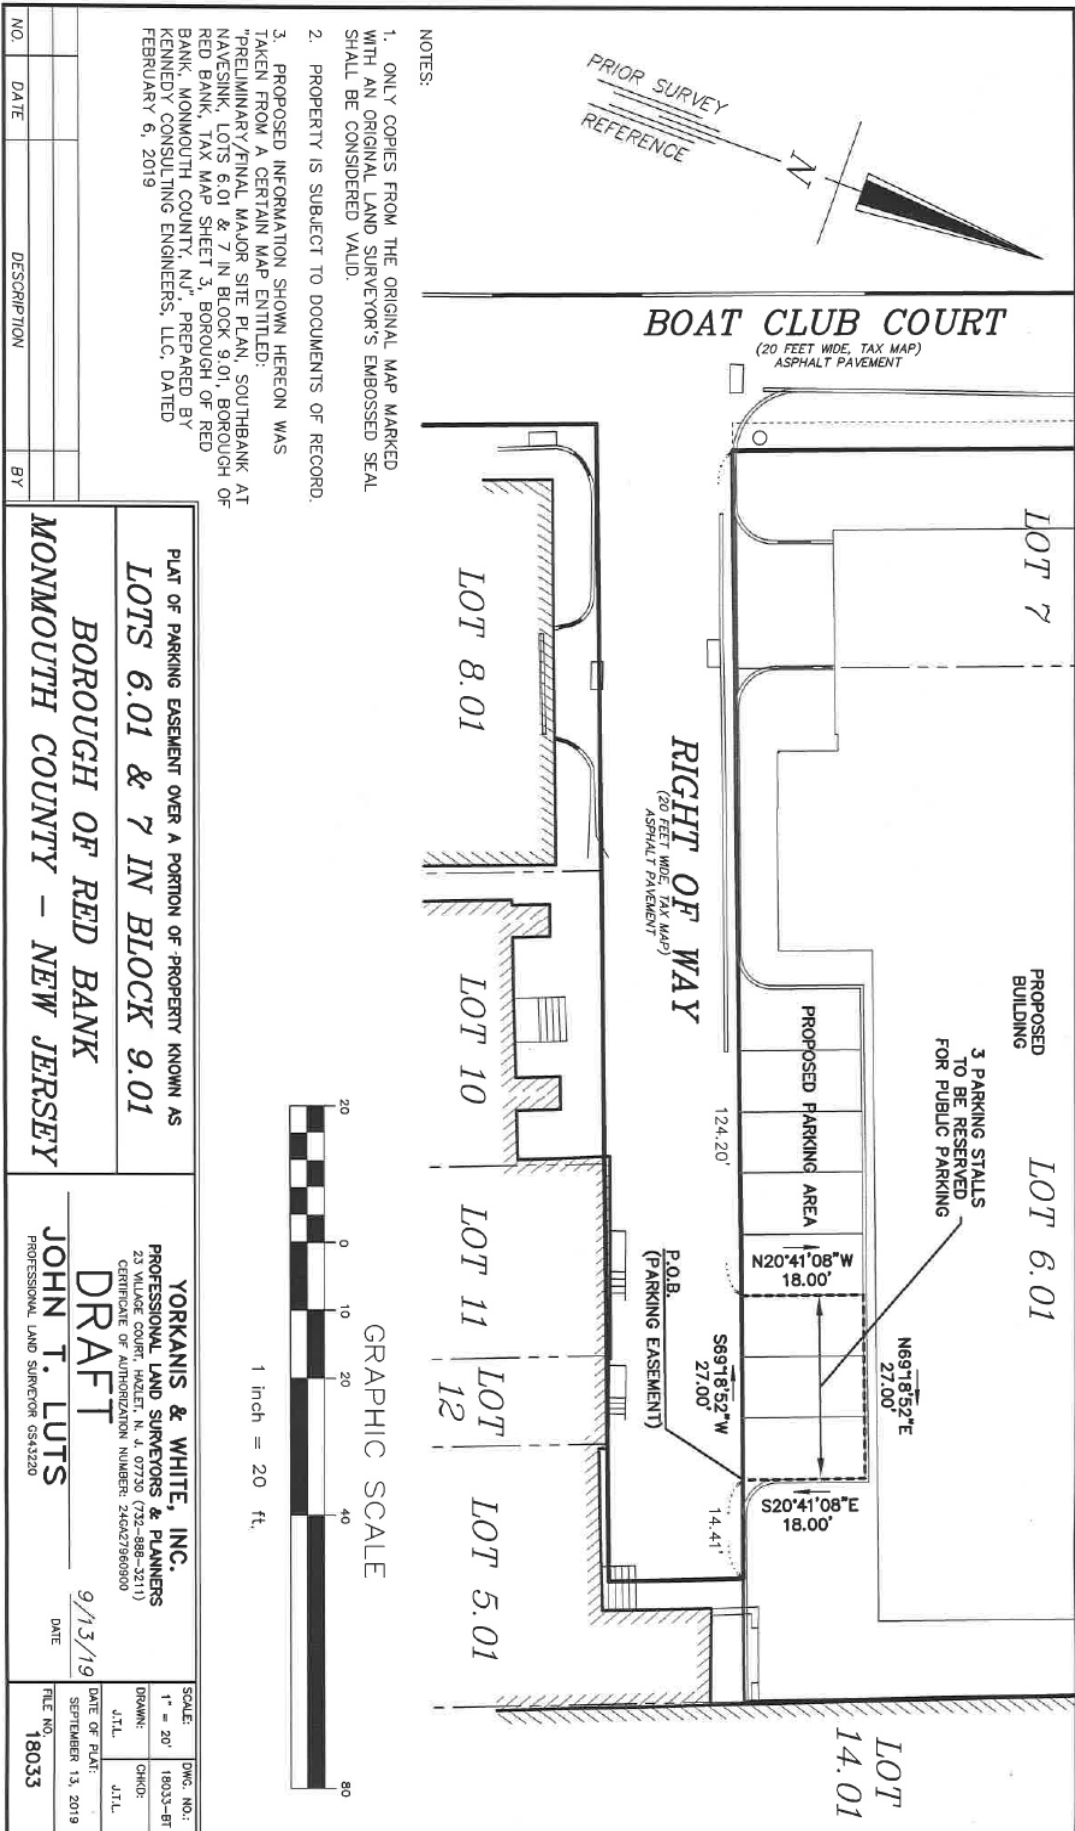 PRIOR SURVEY
REFERENCE
N
BOAT CLUB COURT
(20 FEET WIDE, TAX MAP)
ASPHALT PAVEMENT
LOT 7
PROPOSED
BUILDING
LOT 6.01
3 PARKING STALLS
TO BE RESERVED
FOR PUBLIC PARKING
PROPOSED PARKING AREA
N20°41'08"W
18.00'
N69°18'52"E
27.00'
S20°41'08"E
18.00'
S69°18'52"W
27.00'
124.20'
14.41'
P.O.B.
(PARKING EASEMENT)
RIGHT OF WAY
(20 FEET WIDE, TAX MAP)
ASPHALT PAVEMENT
LOT
14.01
LOT 8.01
LOT 10
LOT 11
LOT
12
LOT 5.01
NOTES:
1. ONLY COPIES FROM THE ORIGINAL MAP MARKED
WITH AN ORIGINAL LAND SURVEYOR'S EMBOSSED SEAL
SHALL BE CONSIDERED VALID.
2. PROPERTY IS SUBJECT TO DOCUMENTS OF RECORD.
3. PROPOSED INFORMATION SHOWN HEREON WAS
TAKEN FROM A CERTAIN MAP ENTITLED:
"PRELIMINARY/FINAL MAJOR SITE PLAN, SOUTHBANK AT
NAVESINK, LOTS 6.01 & 7 IN BLOCK 9.01, BOROUGH OF
RED BANK, TAX MAP SHEET 3, BOROUGH OF RED
BANK, MONMOUTH COUNTY, NJ", PREPARED BY
KENNEDY CONSULTING ENGINEERS, LLC, DATED
FEBRUARY 6, 2019
GRAPHIC SCALE
20 0 10 20 40 80
1 inch = 20 ft.
NO. DATE DESCRIPTION BY
PLAT OF PARKING EASEMENT OVER A PORTION OF PROPERTY KNOWN AS
LOTS 6.01 & 7 IN BLOCK 9.01
BOROUGH OF RED BANK
MONMOUTH COUNTY - NEW JERSEY
YORKANIS & WHITE, INC.
PROFESSIONAL LAND SURVEYORS & PLANNERS
23 VILLAGE COURT, HAZLET, N. J. 07730 (732-888-3211)
CERTIFICATE OF AUTHORIZATION NUMBER: 24GA27960900
DRAFT
9/13/19
DATE
JOHN T. LUTS
PROFESSIONAL LAND SURVEYOR GS43220
SCALE:
1" = 20'
DWG. NO.:
18033-BT
DRAWN:
J.T.L.
CHKD:
J.T.L.
DATE OF PLAT:
SEPTEMBER 13, 2019
FILE NO.
18033